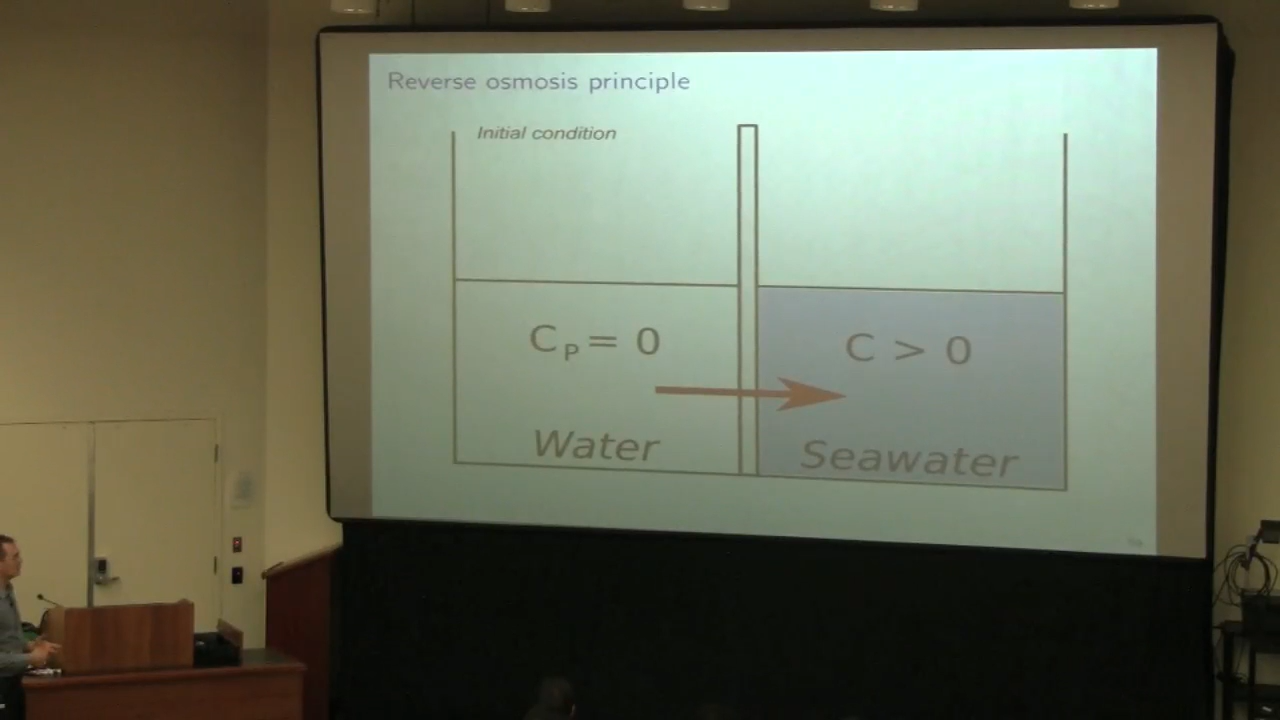 Reverse osmosis principle
Initial condition
C_P = 0
C > 0
Water
Seawater